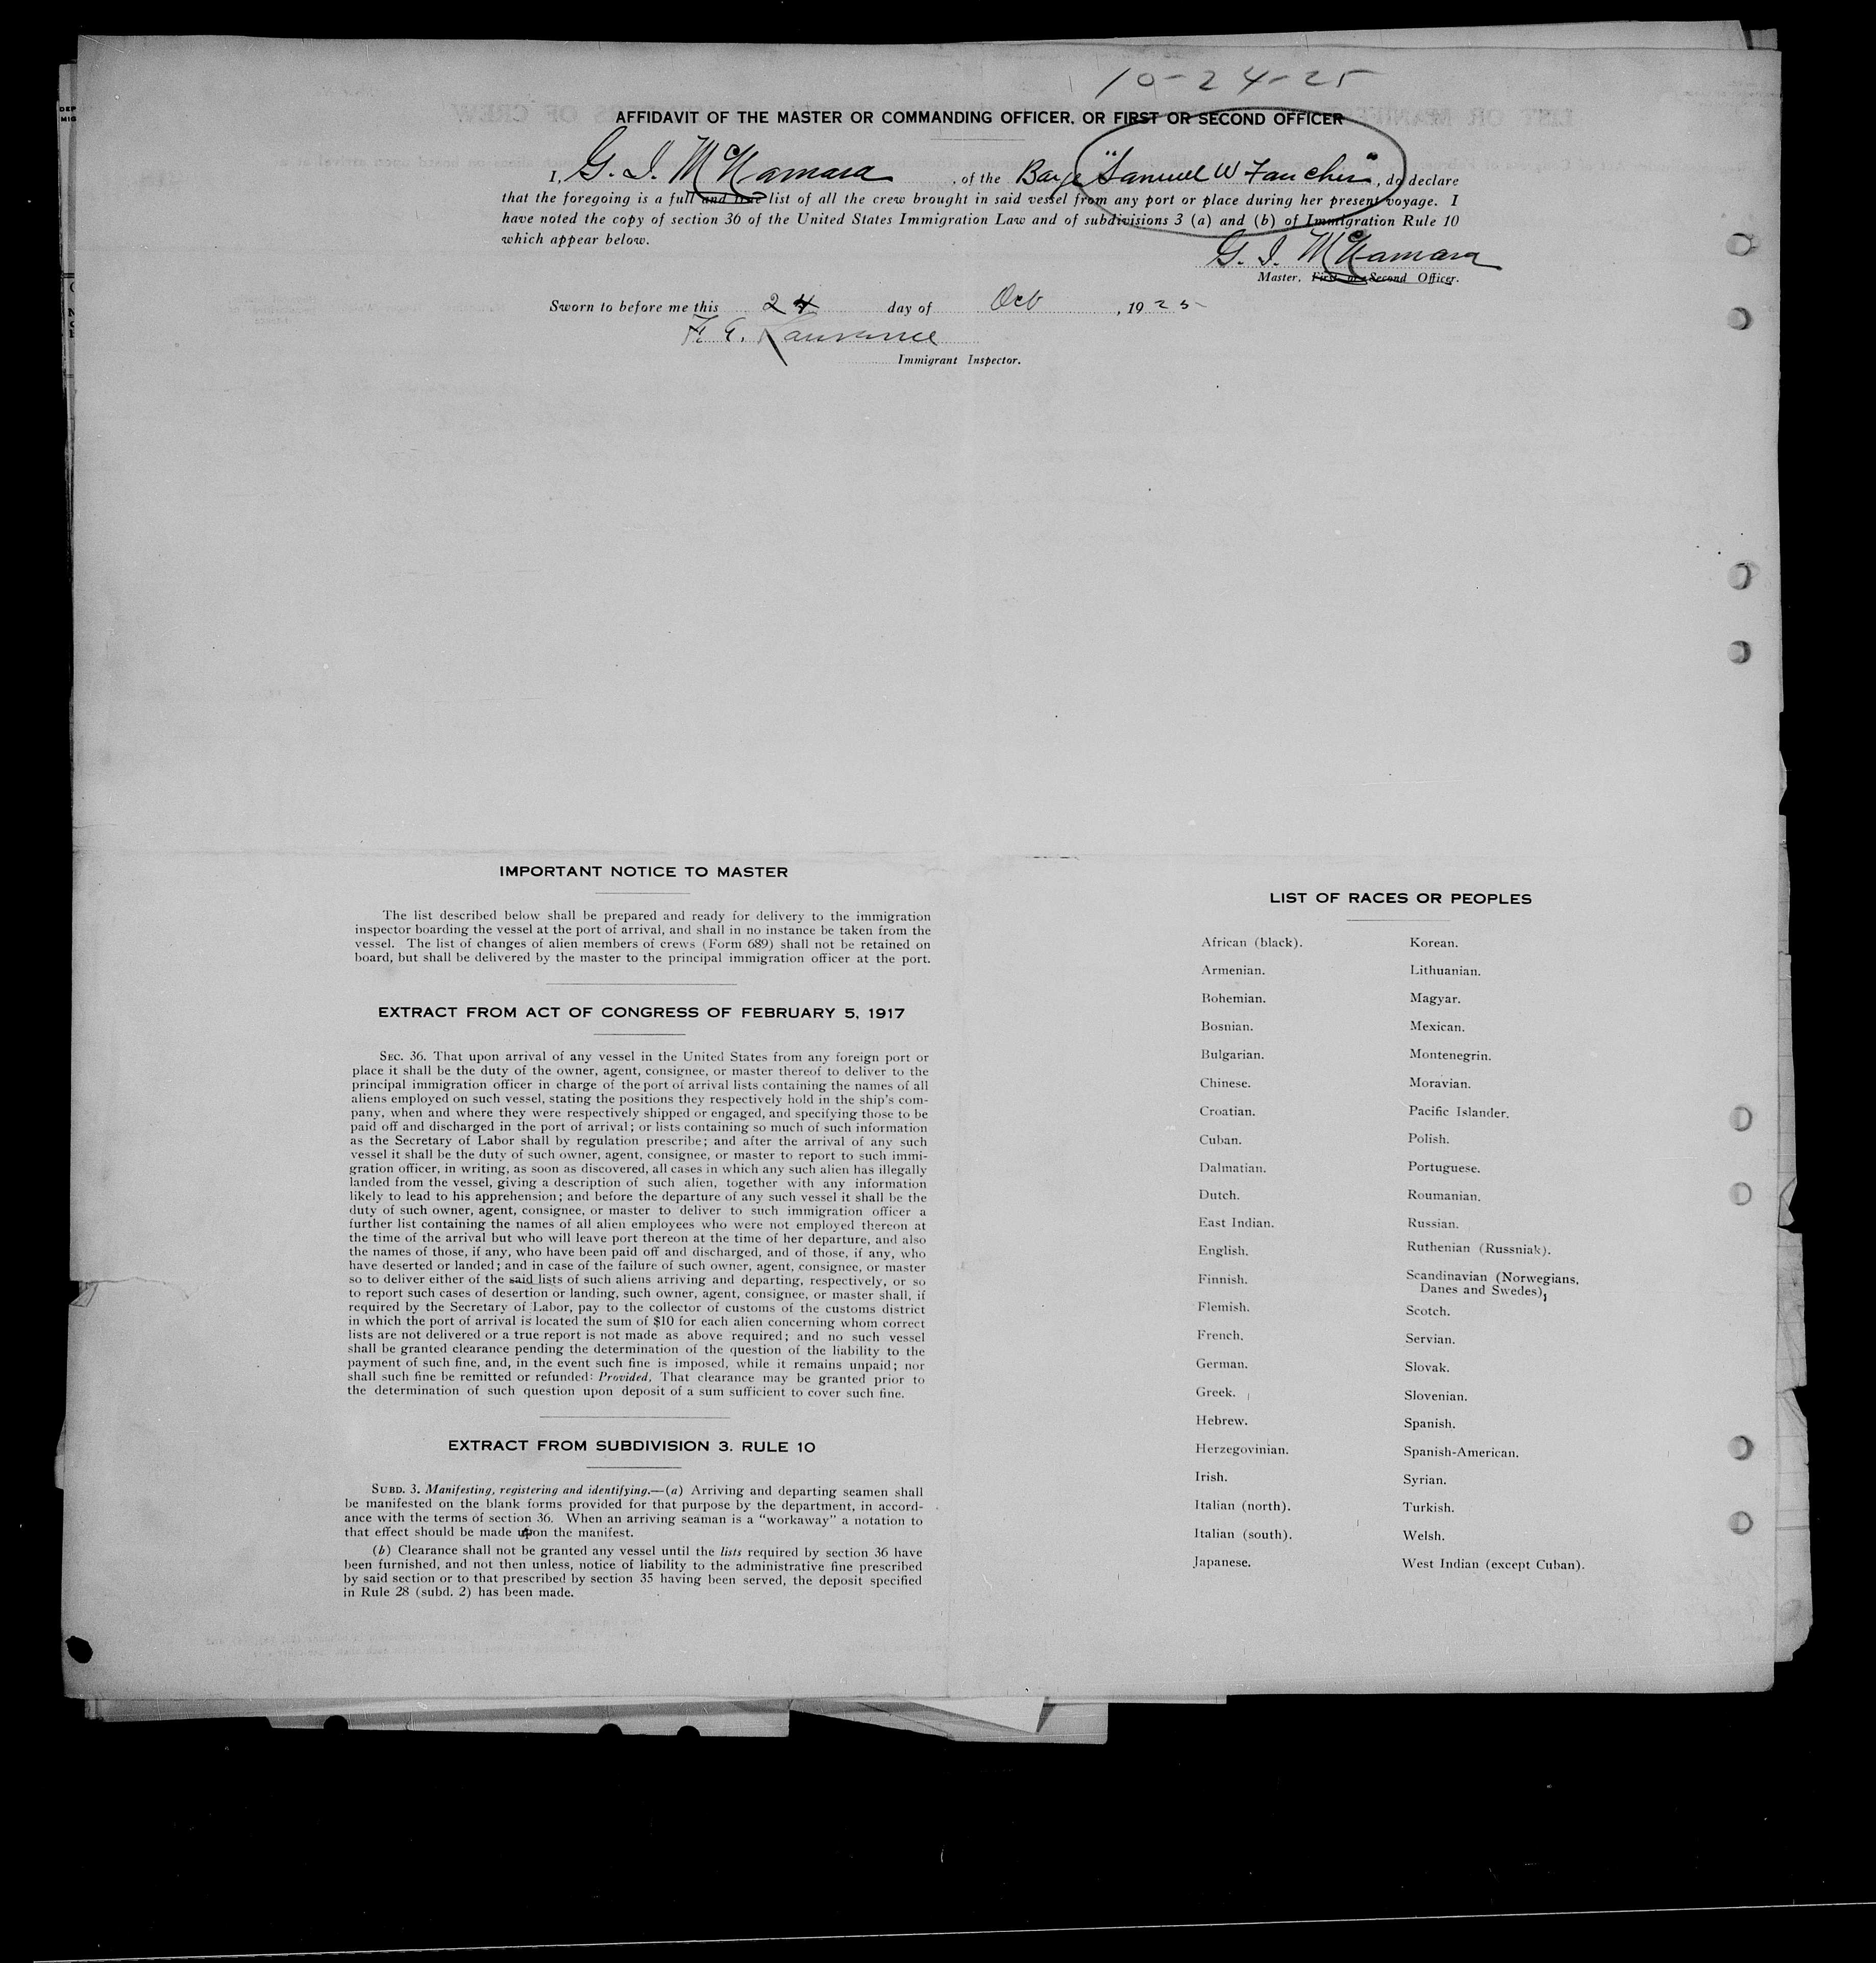 10-24-25
AFFIDAVIT OF THE MASTER OR COMMANDING OFFICER, OR FIRST OR SECOND OFFICER
I, G. I. McNamara, of the Barge "Samuel W Faucher", do declare
that the foregoing is a full and true list of all the crew brought in said vessel from any port or place during her present voyage. I
have noted the copy of section 36 of the United States Immigration Law and of subdivisions 3 (a) and (b) of Immigration Rule 10
which appear below.
G. I. McNamara
Master, First or Second Officer.
Sworn to before me this 24 day of Oct, 1925
Immigrant Inspector.
IMPORTANT NOTICE TO MASTER
The list described below shall be prepared and ready for delivery to the immigration
inspector boarding the vessel at the port of arrival, and shall in no instance be taken from the
vessel. The list of changes of alien members of crews (Form 689) shall not be retained on
board, but shall be delivered by the master to the principal immigration officer at the port.
EXTRACT FROM ACT OF CONGRESS OF FEBRUARY 5, 1917
SEC. 36. That upon arrival of any vessel in the United States from any foreign port or
place it shall be the duty of the owner, agent, consignee, or master thereof to deliver to the
principal immigration officer in charge of the port of arrival lists containing the names of all
aliens employed on such vessel, stating the positions they respectively hold in the ship's com-
pany, when and where they were respectively shipped or engaged, and specifying those to be
paid off and discharged in the port of arrival; or lists containing so much of such information
as the Secretary of Labor shall by regulation prescribe; and after the arrival of any such
vessel it shall be the duty of such owner, agent, consignee, or master to report to such immi-
gration officer, in writing, as soon as discovered, all cases in which any such alien has illegally
landed from the vessel, giving a description of such alien, together with any information
likely to lead to his apprehension; and before the departure of any such vessel it shall be the
duty of such owner, agent, consignee, or master to deliver to such immigration officer a
further list containing the names of all alien employees who were not employed thereon at
the time of the arrival but who will leave port thereon at the time of her departure, and also
the names of those, if any, who have been paid off and discharged, and of those, if any, who
have deserted or landed; and in case of the failure of such owner, agent, consignee, or master
so to deliver either of the said lists of such aliens arriving and departing, respectively, or so
to report such cases of desertion or landing, such owner, agent, consignee, or master shall, if
required by the Secretary of Labor, pay to the collector of customs of the customs district
in which the port of arrival is located the sum of $10 for each alien concerning whom correct
lists are not delivered or a true report is not made as above required; and no such vessel
shall be granted clearance pending the determination of the question of the liability to the
payment of such fine, and, in the event such fine is imposed, while it remains unpaid; nor
shall such fine be remitted or refunded: Provided, That clearance may be granted prior to
the determination of such question upon deposit of a sum sufficient to cover such fine.
EXTRACT FROM SUBDIVISION 3, RULE 10
SUBD. 3. Manifesting, registering and identifying.—(a) Arriving and departing seamen shall
be manifested on the blank forms provided for that purpose by the department, in accord-
ance with the terms of section 36. When an arriving seaman is a "workaway" a notation to
that effect should be made upon the manifest.
(b) Clearance shall not be granted any vessel until the lists required by section 36 have
been furnished, and not then unless, notice of liability to the administrative fine prescribed
by said section or to that prescribed by section 35 having been served, the deposit specified
in Rule 28 (subd. 2) has been made.
LIST OF RACES OR PEOPLES
African (black).
Armenian.
Bohemian.
Bosnian.
Bulgarian.
Chinese.
Croatian.
Cuban.
Dalmatian.
Dutch.
East Indian.
English.
Finnish.
Flemish.
French.
German.
Greek.
Hebrew.
Herzegovinian.
Irish.
Italian (north).
Italian (south).
Japanese.
Korean.
Lithuanian.
Magyar.
Mexican.
Montenegrin.
Moravian.
Pacific Islander.
Polish.
Portuguese.
Roumanian.
Russian.
Ruthenian (Russniak).
Scandinavian (Norwegians,
Danes and Swedes),
Scotch.
Servian.
Slovak.
Slovenian.
Spanish.
Spanish-American.
Syrian.
Turkish.
Welsh.
West Indian (except Cuban).